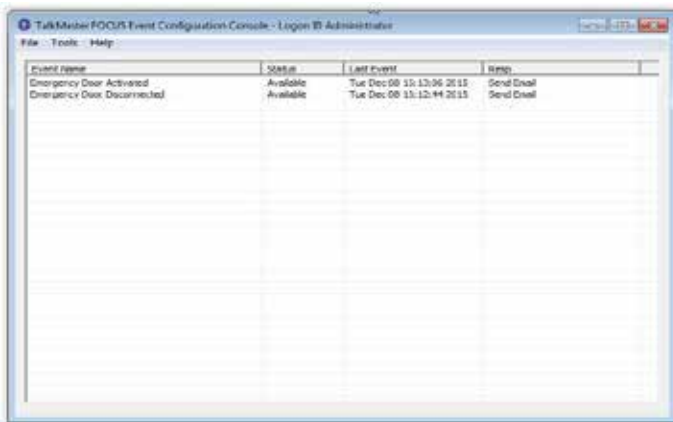 TalkMaster FOCUS Event Configuration Console - Logon ID Administrator
File Tools Help
Event Name Status Last Event Resp
Emergency Door Activated Available Tue Dec 08 15:13:06 2015 Send Email
Emergency Door Disconnected Available Tue Dec 08 15:12:44 2015 Send Email